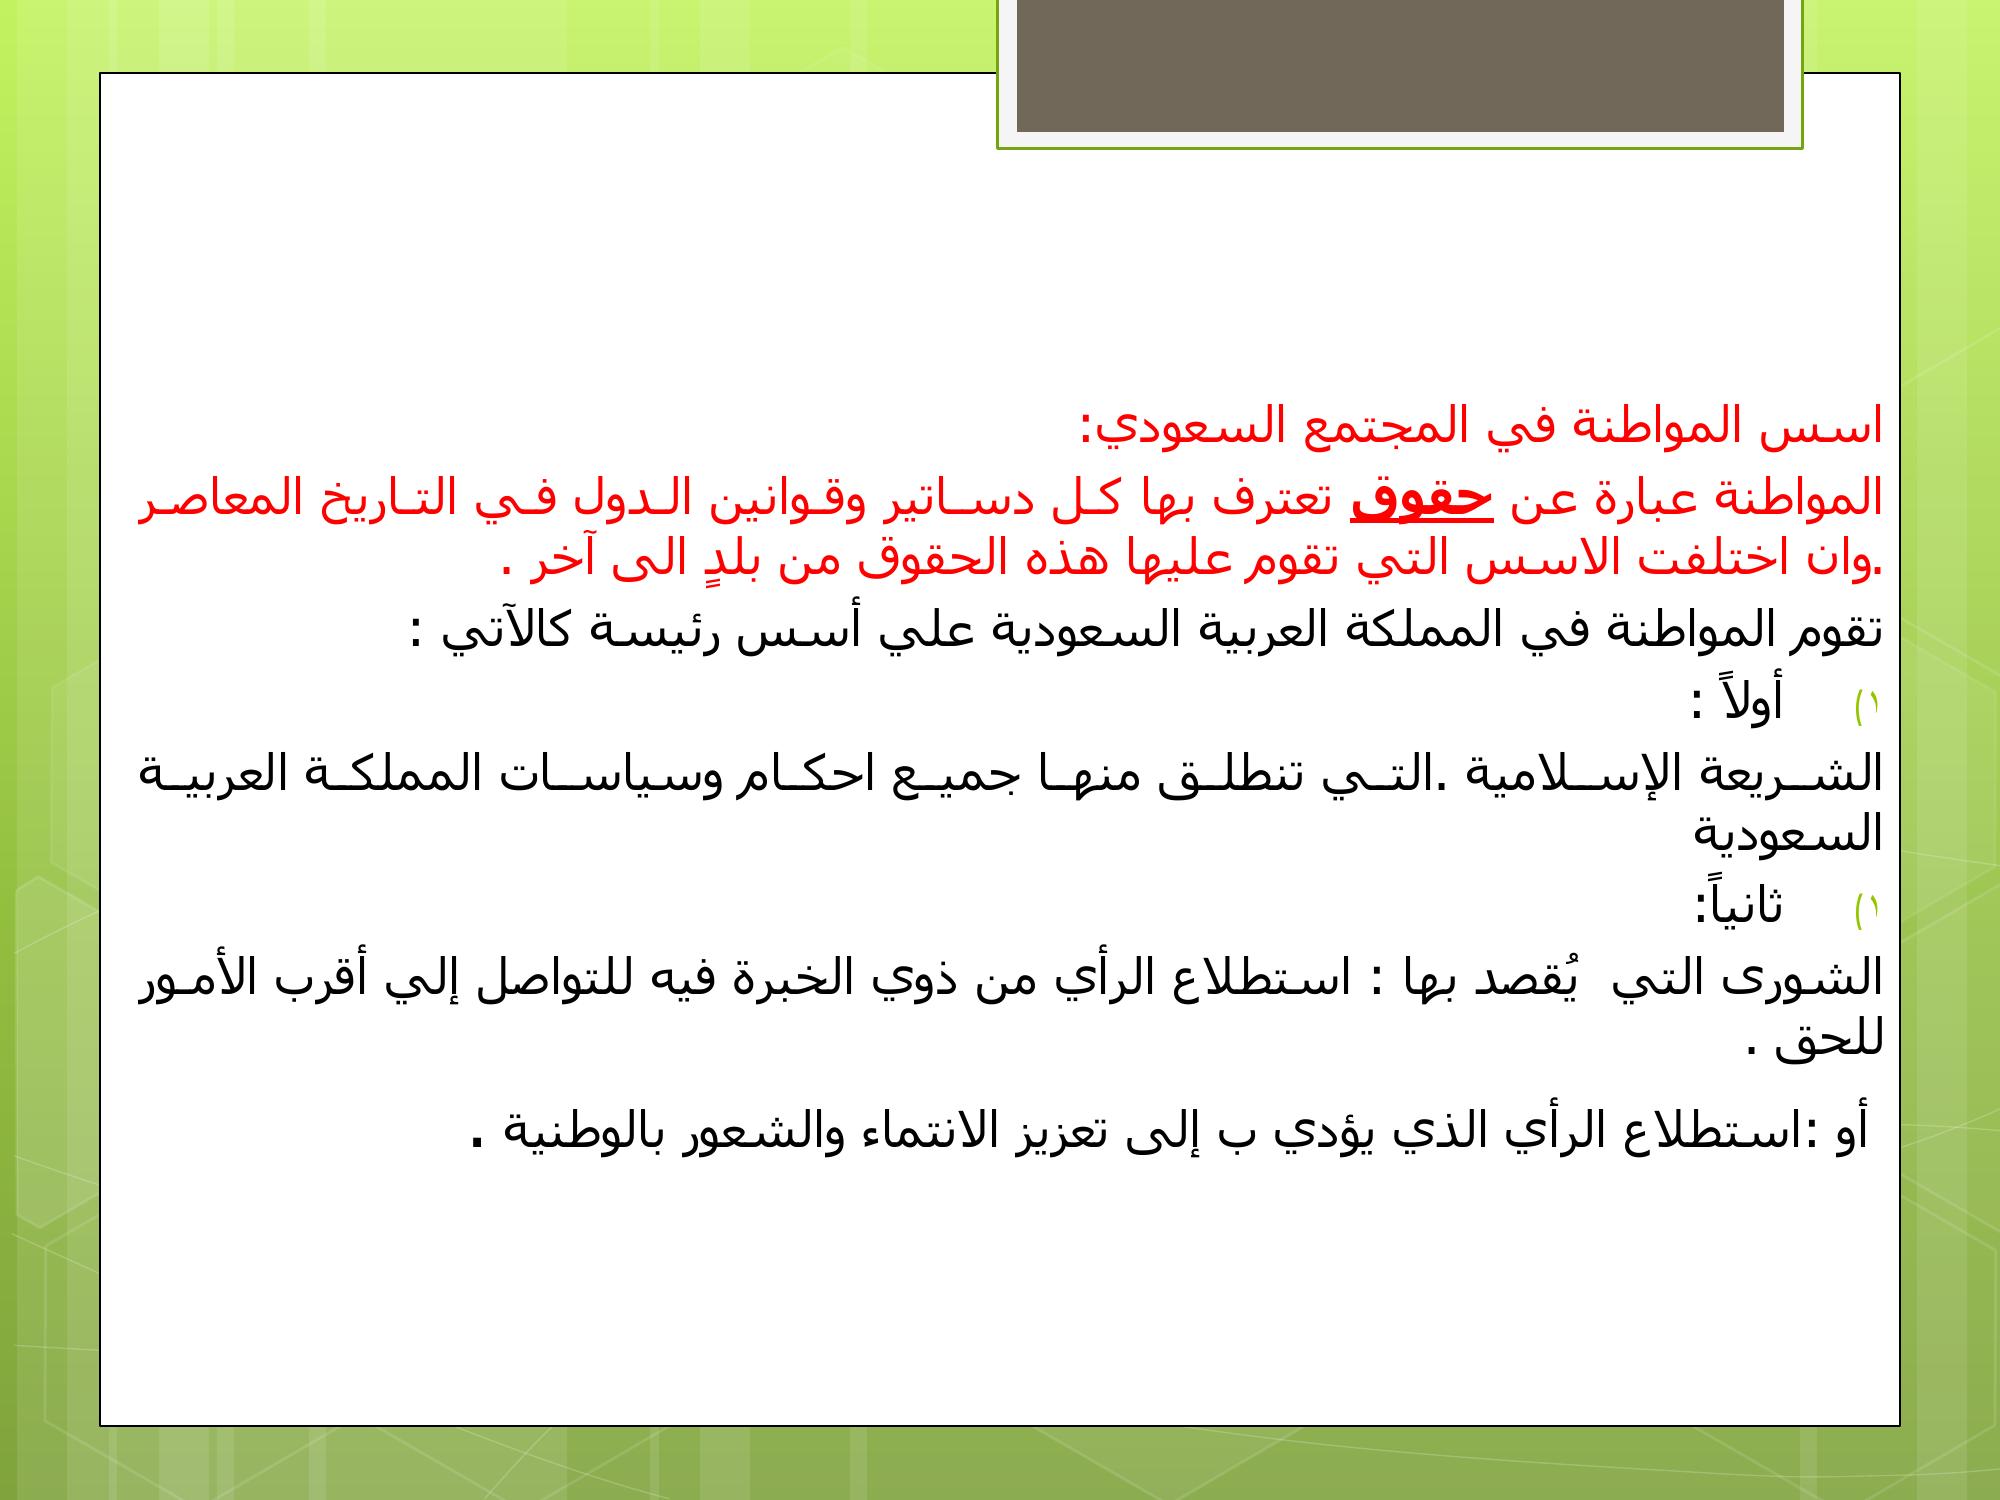 اسس المواطنة في المجتمع السعودي:
المواطنة عبارة عن حقوق تعترف بها كل دساتير وقوانين الدول في التاريخ المعاصر
.وان اختلفت الاسس التي تقوم عليها هذه الحقوق من بلدٍ الى آخر .
تقوم المواطنة في المملكة العربية السعودية علي أسس رئيسة كالآتي :
١) أولاً :
الشريعة الإسلامية .التي تنطلق منها جميع احكام وسياسات المملكة العربية
السعودية
١) ثانياً:
الشورى التي يُقصد بها : استطلاع الرأي من ذوي الخبرة فيه للتواصل إلي أقرب الأمور
للحق .
أو :استطلاع الرأي الذي يؤدي ب إلى تعزيز الانتماء والشعور بالوطنية .